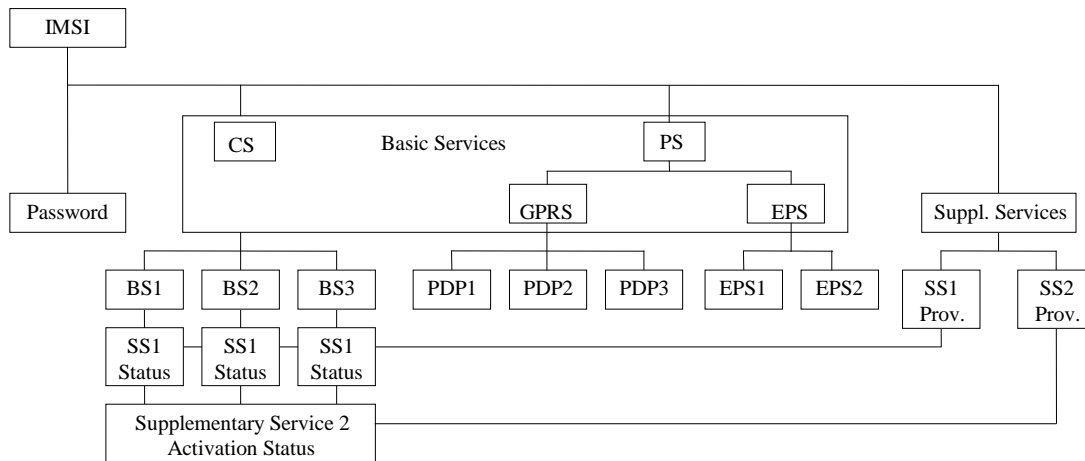 IMSI
CS
Basic Services
PS
Password
GPRS
EPS
Suppl. Services
BS1
BS2
BS3
PDP1
PDP2
PDP3
EPS1
EPS2
SS1
Prov.
SS2
Prov.
SS1
Status
SS1
Status
SS1
Status
Supplementary Service 2
Activation Status